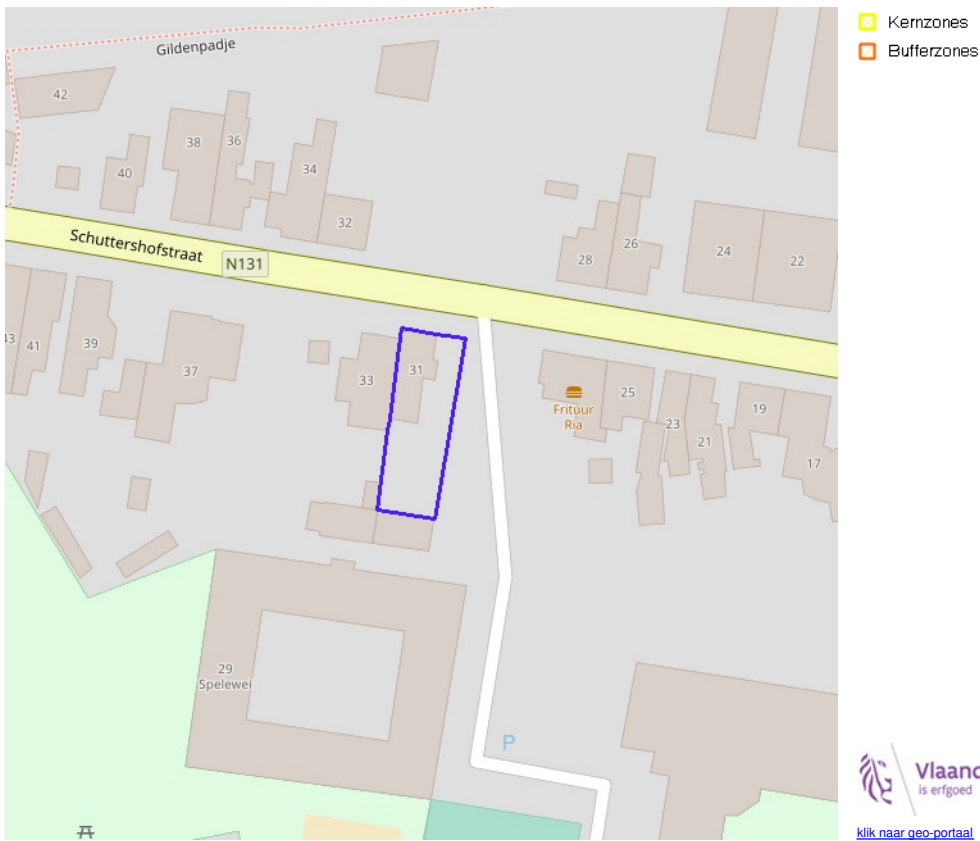 Kernzones
Bufferzones
Gildenpadje
42
38
36
40
34
32
Schuttershofstraat
N131
28
26
24
22
43
41
39
37
33
31
Frituur
Ria
25
23
21
19
17
29
Spelewei
P
Vlaand
is erfgoed
klik naar geo-portaal